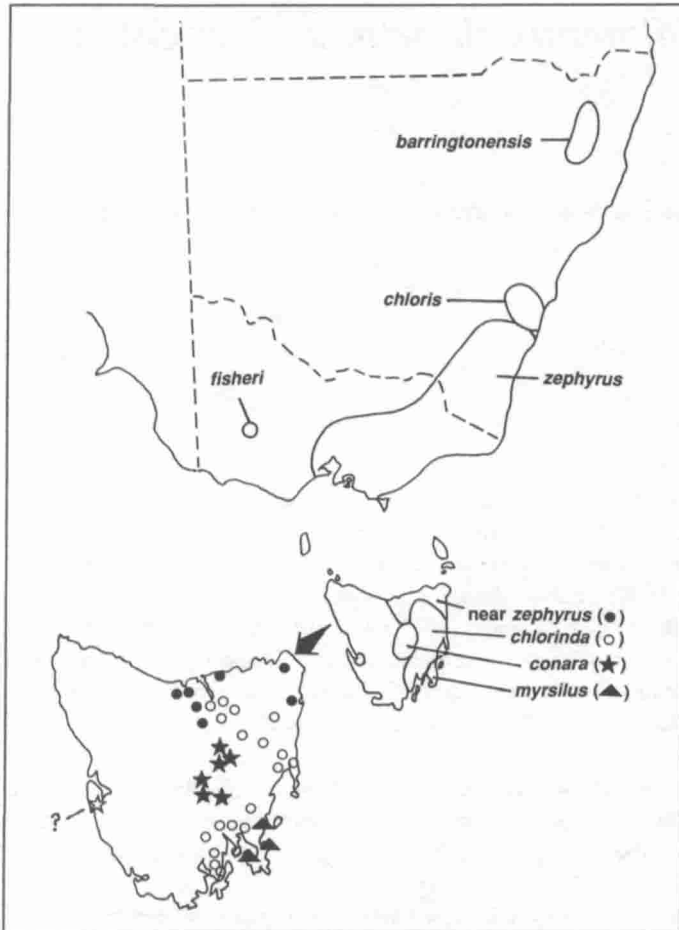 barringtonensis
chloris
fisheri
zephyrus
near zephyrus (●)
chlorinda (○)
conara (★)
myrsilus (▲)
?